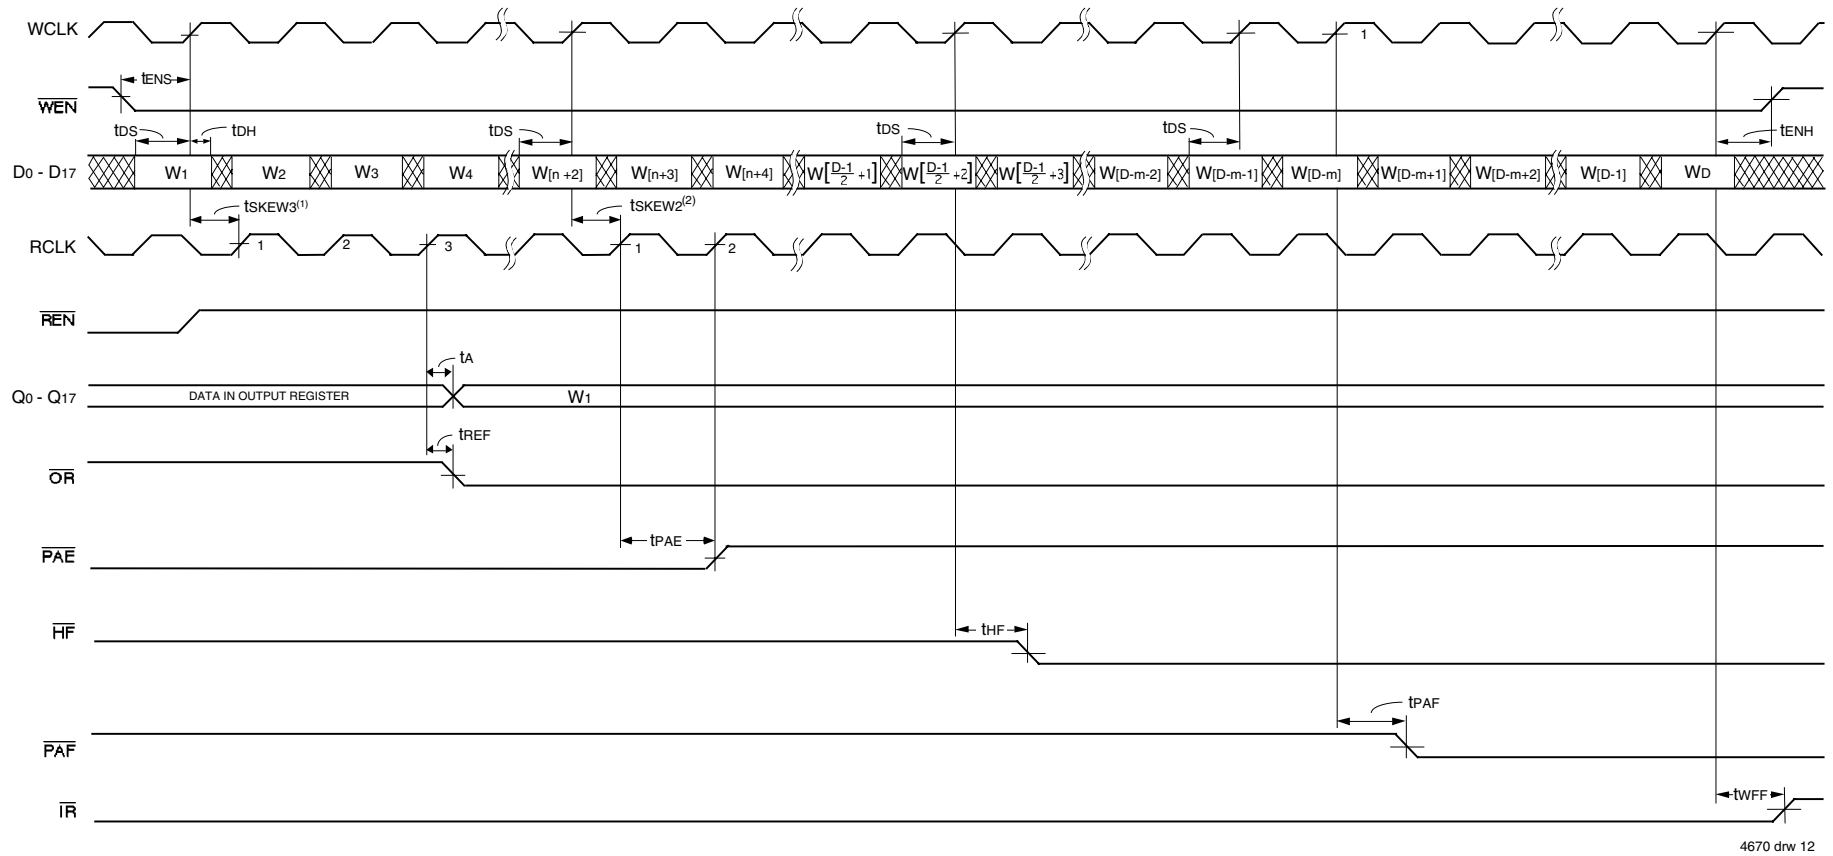 WCLK 1
tENS
WEN
tDS tDH tDS tDS tDS tENH
D0 - D17 W1 W2 W3 W4 W[n +2] W[n+3] W[n+4] W[D-1/2 +1] W[D-1/2 +2] W[D-1/2 +3] W[D-m-2] W[D-m-1] W[D-m] W[D-m+1] W[D-m+2] W[D-1] WD
tSKEW3(1) tSKEW2(2)
RCLK 1 2 3 1 2
REN
tA
Q0 - Q17 DATA IN OUTPUT REGISTER W1
tREF
OR
tPAE
PAE
tHF
HF
tPAF
PAF
tWFF
IR
4670 drw 12